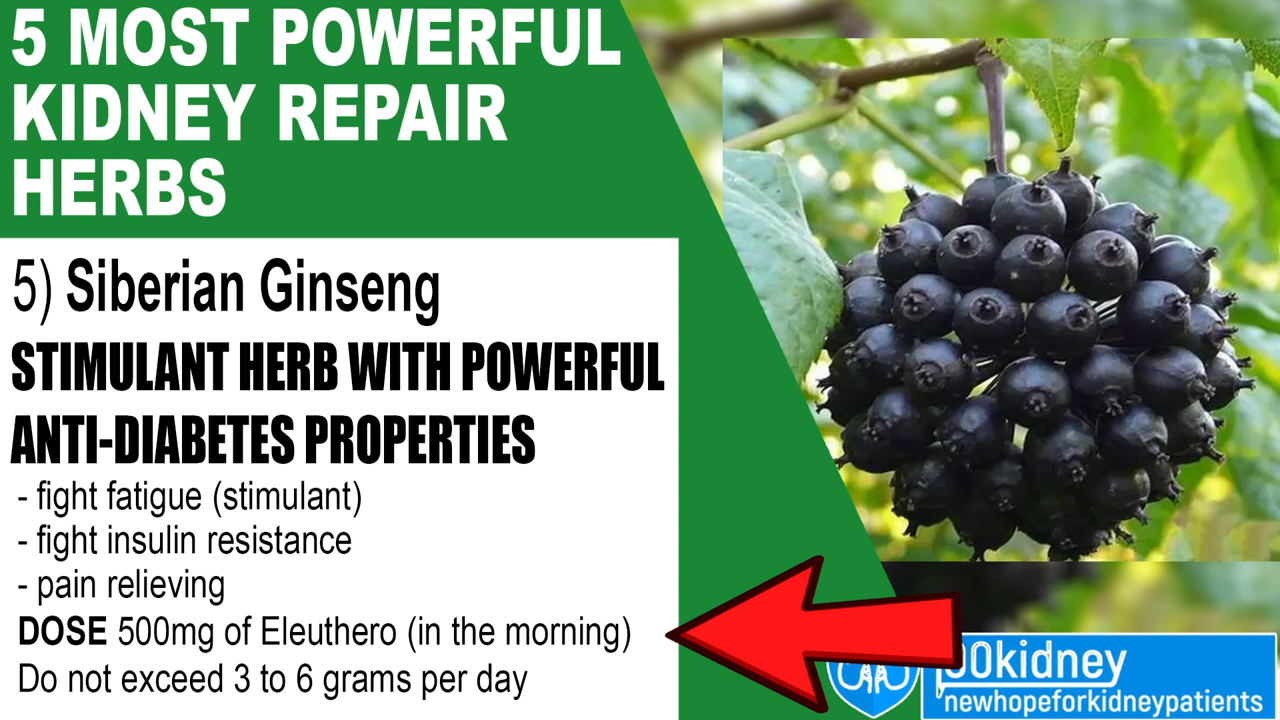 5 MOST POWERFUL
KIDNEY REPAIR
HERBS
5) Siberian Ginseng
STIMULANT HERB WITH POWERFUL
ANTI-DIABETES PROPERTIES
- fight fatigue (stimulant)
- fight insulin resistance
- pain relieving
DOSE 500mg of Eleuthero (in the morning)
Do not exceed 3 to 6 grams per day
00kidney
newhopeforkidneypatients